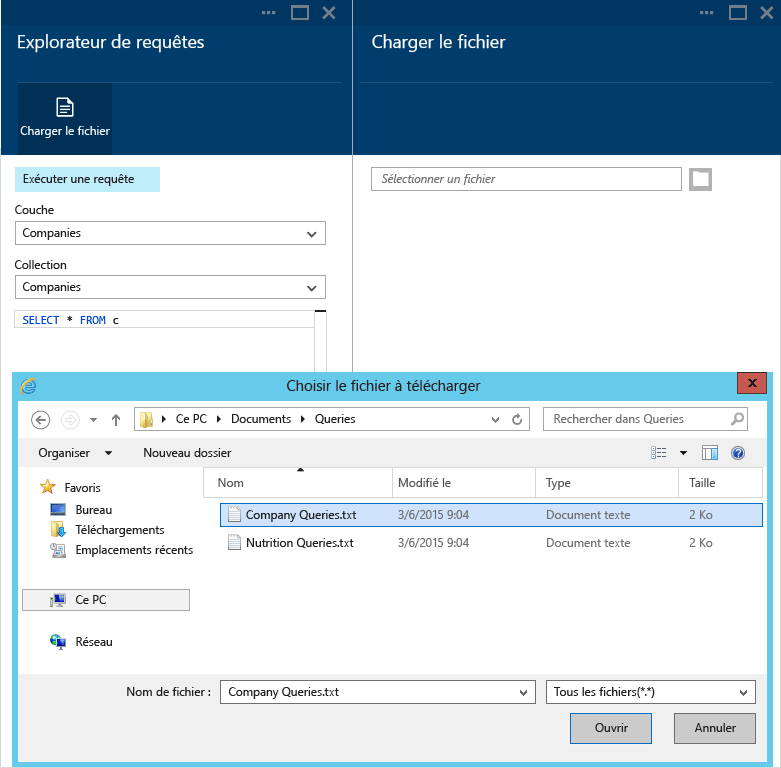 Explorateur de requêtes
Charger le fichier
Charger le fichier
Exécuter une requête
Couche
Companies
Collection
Companies
SELECT * FROM c
Sélectionner un fichier
Choisir le fichier à télécharger
Ce PC Documents Queries
Rechercher dans Queries
Organiser Nouveau dossier
Nom Modifié le Type Taille
Favoris
Bureau
Téléchargements
Emplacements récents
Ce PC
Réseau
Company Queries.txt 3/6/2015 9:04 Document texte 2 Ko
Nutrition Queries.txt 3/6/2015 9:04 Document texte 2 Ko
Nom de fichier : Company Queries.txt Tous les fichiers(*.*)
Ouvrir Annuler